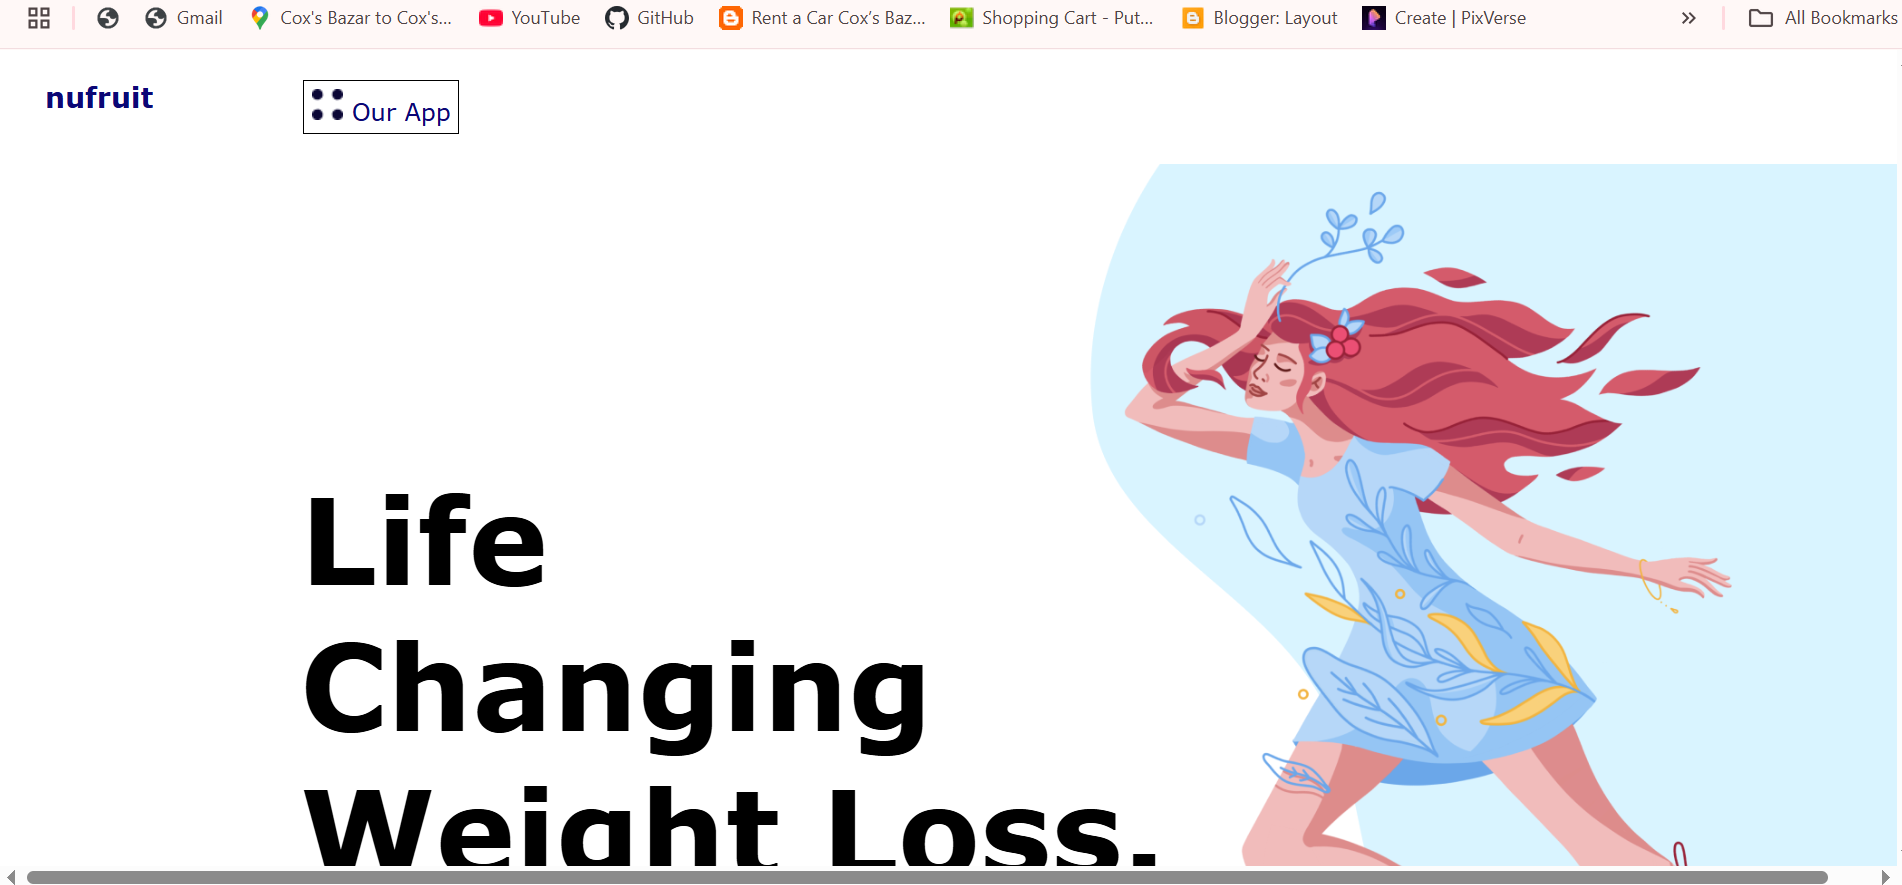 Gmail
Cox's Bazar to Cox's...
YouTube
GitHub
Rent a Car Cox’s Baz...
Shopping Cart - Put...
Blogger: Layout
Create | PixVerse
All Bookmarks
nufruit
Our App
Life
Changing
Weight Loss.